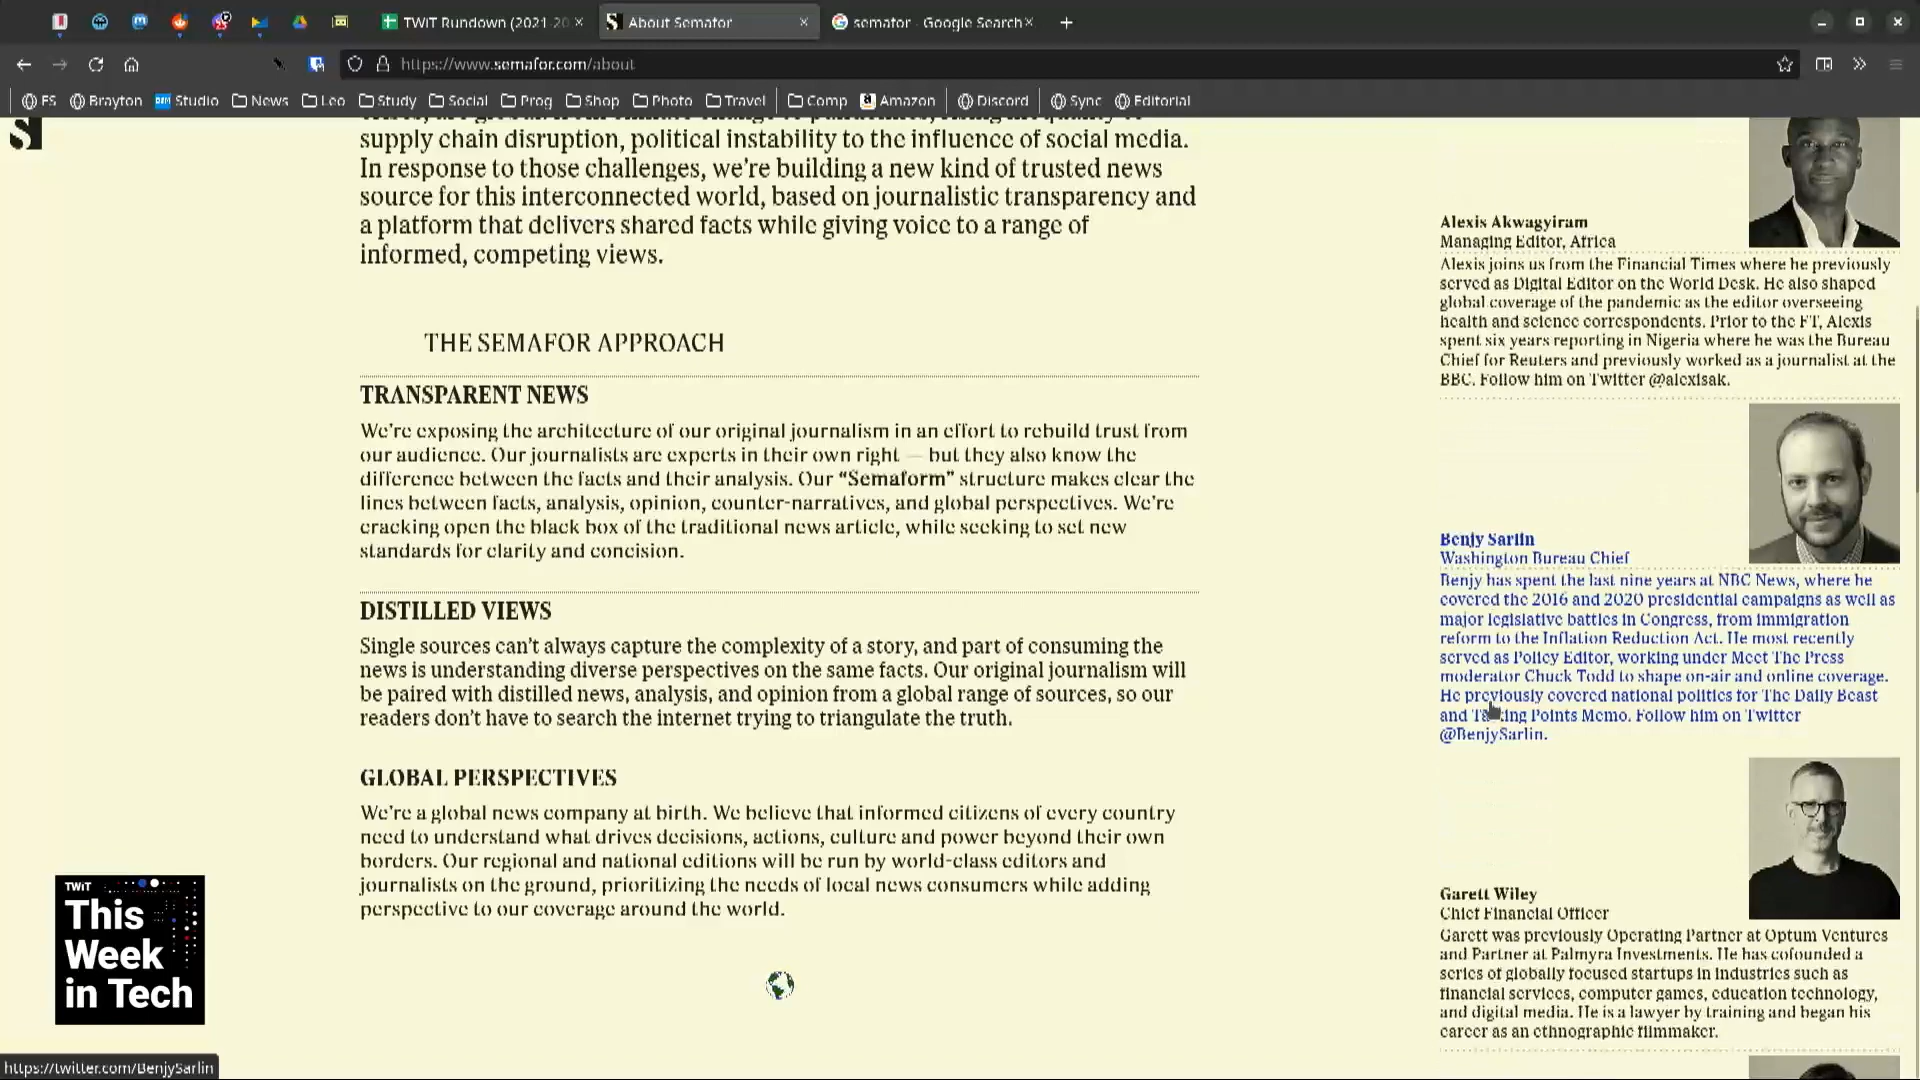 TWiT Rundown (2021-20
About Semafor
semafor - Google Search
https://www.semafor.com/about
FS
Brayton
Studio
News
Leo
Study
Social
Prog
Shop
Photo
Travel
Comp
Amazon
Discord
Sync
Editorial
supply chain disruption, political instability to the influence of social media.
In response to those challenges, we’re building a new kind of trusted news
source for this interconnected world, based on journalistic transparency and
a platform that delivers shared facts while giving voice to a range of
informed, competing views.
THE SEMAFOR APPROACH
TRANSPARENT NEWS
We’re exposing the architecture of our original journalism in an effort to rebuild trust from
our audience. Our journalists are experts in their own right — but they also know the
difference between the facts and their analysis. Our “Semaform” structure makes clear the
lines between facts, analysis, opinion, counter-narratives, and global perspectives. We’re
cracking open the black box of the traditional news article, while seeking to set new
standards for clarity and concision.
DISTILLED VIEWS
Single sources can’t always capture the complexity of a story, and part of consuming the
news is understanding diverse perspectives on the same facts. Our original journalism will
be paired with distilled news, analysis, and opinion from a global range of sources, so our
readers don’t have to search the internet trying to triangulate the truth.
GLOBAL PERSPECTIVES
We’re a global news company at birth. We believe that informed citizens of every country
need to understand what drives decisions, actions, culture and power beyond their own
borders. Our regional and national editions will be run by world-class editors and
journalists on the ground, prioritizing the needs of local news consumers while adding
perspective to our coverage around the world.
Alexis Akwagyiram
Managing Editor, Africa
Alexis joins us from the Financial Times where he previously
served as Digital Editor on the World Desk. He also shaped
global coverage of the pandemic as the editor overseeing
health and science correspondents. Prior to the FT, Alexis
spent six years reporting in Nigeria where he was the Bureau
Chief for Reuters and previously worked as a journalist at the
BBC. Follow him on Twitter @alexisak.
Benjy Sarlin
Washington Bureau Chief
Benjy has spent the last nine years at NBC News, where he
covered the 2016 and 2020 presidential campaigns as well as
major legislative battles in Congress, from immigration
reform to the Inflation Reduction Act. He most recently
served as Policy Editor, working under Meet The Press
moderator Chuck Todd to shape on-air and online coverage.
He previously covered national politics for The Daily Beast
and Talking Points Memo. Follow him on Twitter
@BenjySarlin.
Garett Wiley
Chief Financial Officer
Garett was previously Operating Partner at Optum Ventures
and Partner at Palmyra Investments. He has cofounded a
series of globally focused startups in industries such as
financial services, computer games, education technology,
and digital media. He is a lawyer by training and began his
career as an ethnographic filmmaker.
TWiT
This
Week
in Tech
https://twitter.com/BenjySarlin